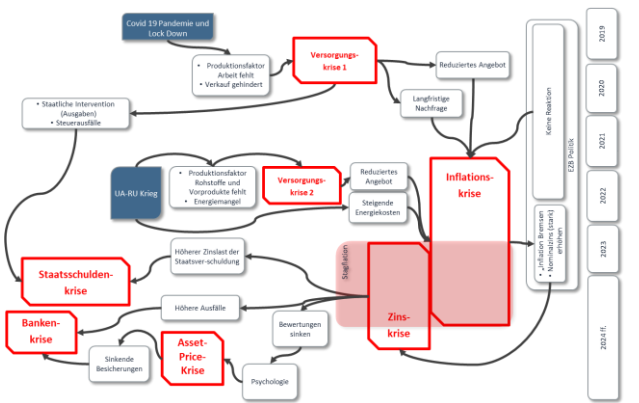 Covid 19 Pandemie und
Lock Down
• Produktionsfaktor
Arbeit fehlt
• Verkauf gehindert
Versorgungs-
krise 1
Reduziertes Angebot
Langfristige
Nachfrage
• Staatliche Intervention
(Ausgaben)
• Steuerausfälle
UA-RU Krieg
• Produktionsfaktor
Rohstoffe und
Vorprodukte fehlt
• Energiemangel
Versorgungs-
krise 2
Reduziertes
Angebot
Steigende
Energiekosten
Inflations-
krise
Keine Reaktion
EZB Politik
• „Inflation Bremsen
• Nominalzins (stark)
erhöhen
Stagflation
Höherer Zinslast der
Staatsver-schuldung
Staatsschulden-
krise
Zins-
krise
Höhere Ausfälle
Banken-
krise
Bewertungen
sinken
Asset-
Price-
Krise
Sinkende
Besicherungen
Psychologie
2019
2020
2021
2022
2023
2024 ff.